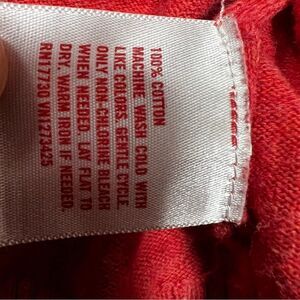 100% COTTON
MACHINE WASH COLD WITH
LIKE COLORS. GENTLE CYCLE.
ONLY NON-CHLORINE BLEACH
WHEN NEEDED. LAY FLAT TO
DRY. WARM IRON IF NEEDED.
RN17730 VN1273425